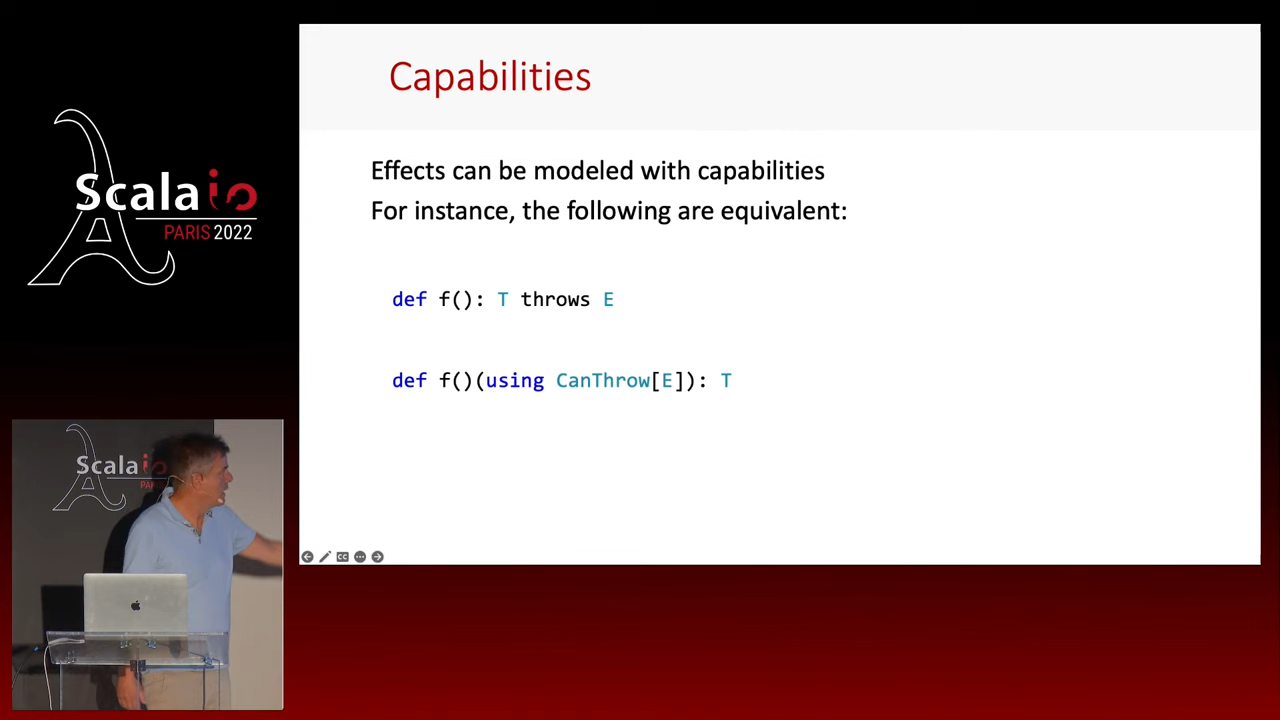 Scala io
PARIS 2022
Capabilities
Effects can be modeled with capabilities
For instance, the following are equivalent:
def f(): T throws E
def f()(using CanThrow[E]): T
CC
Scala io